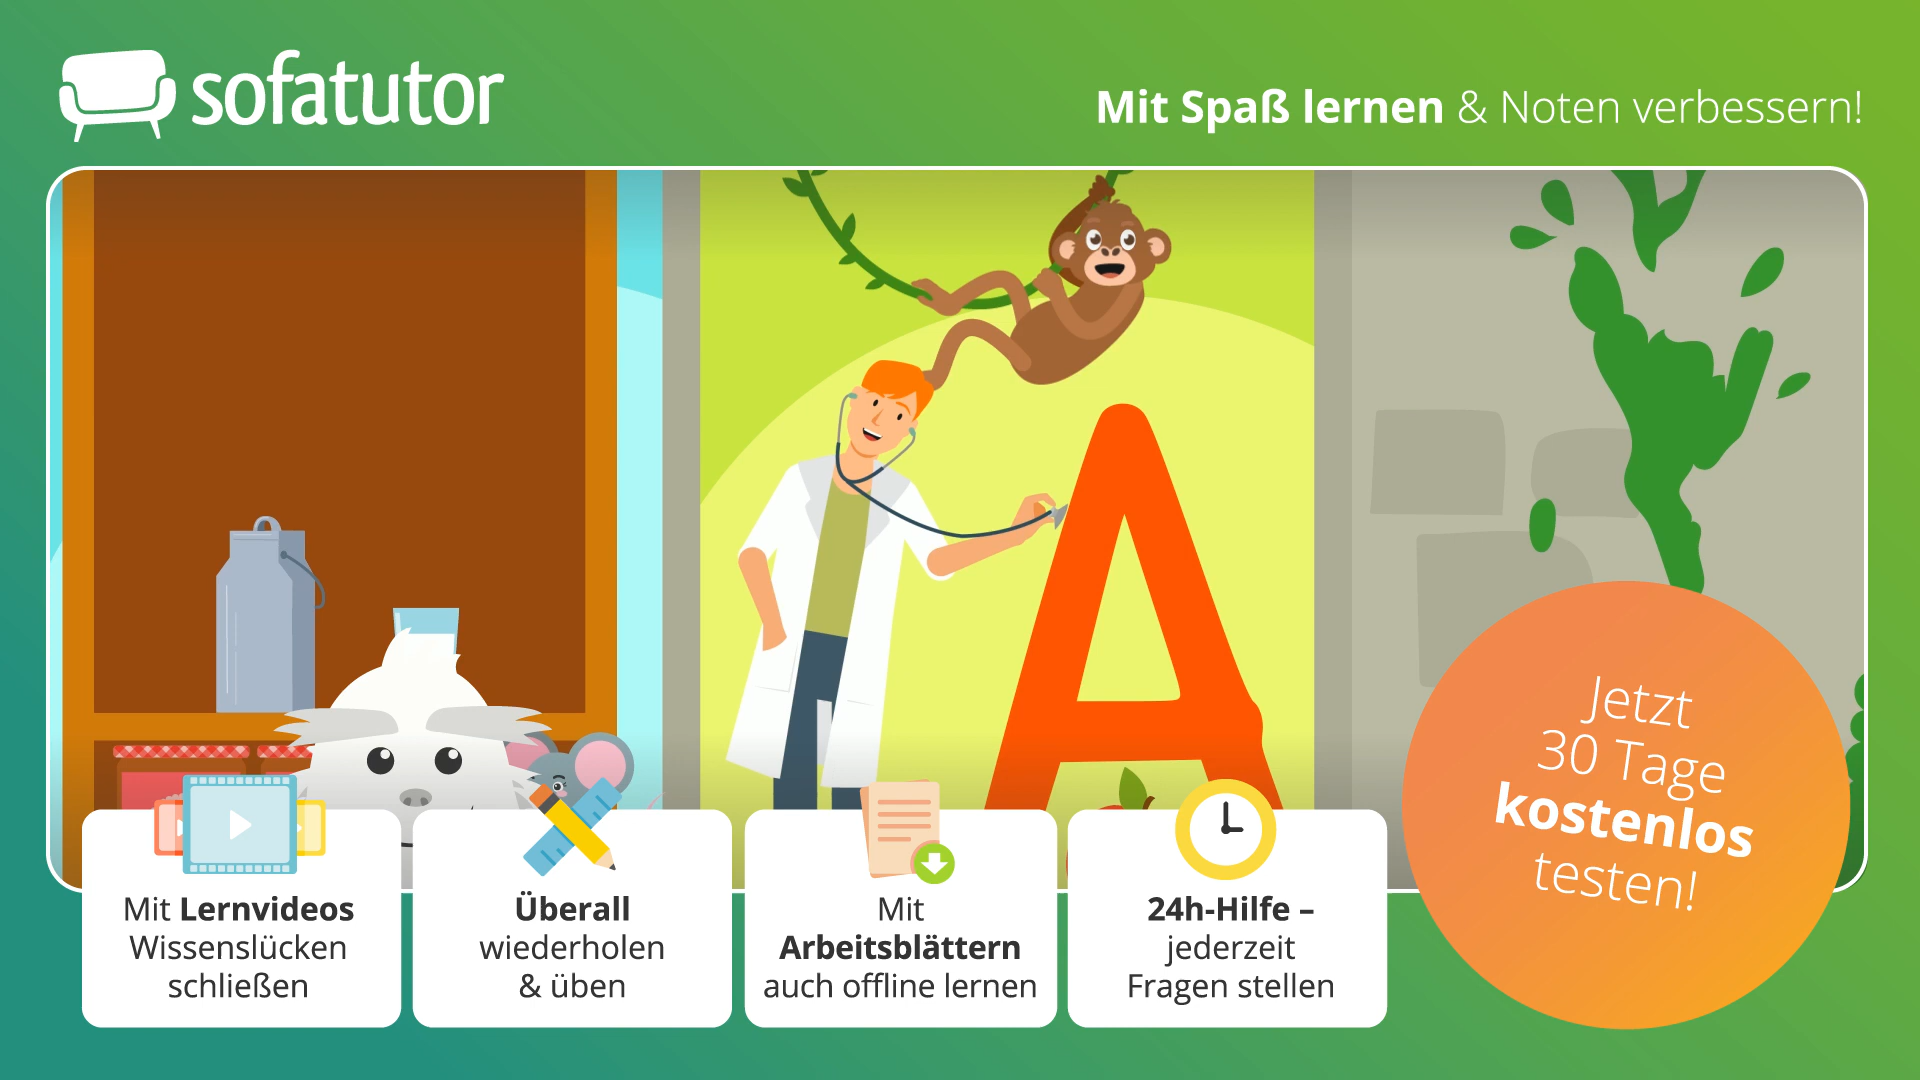 sofatutor
Mit Spaß lernen & Noten verbessern!
A
Mit Lernvideos
Wissenslücken
schließen
Überall
wiederholen
& üben
Mit
Arbeitsblättern
auch offline lernen
24h-Hilfe –
jederzeit
Fragen stellen
Jetzt
30 Tage
kostenlos
testen!